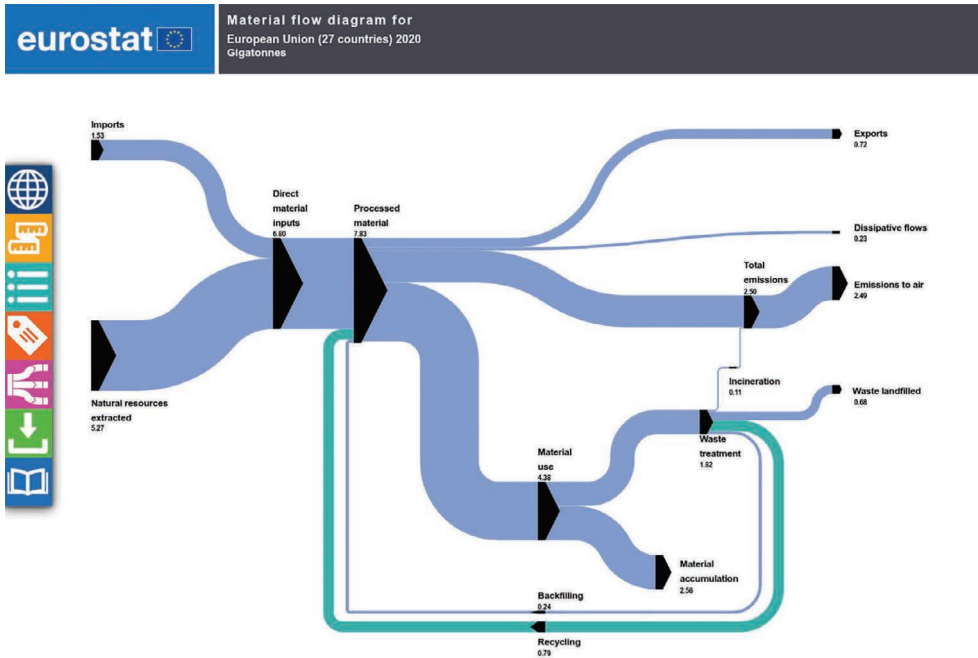 eurostat
Material flow diagram for
European Union (27 countries) 2020
Gigatonnes
Imports
1.53
Exports
0.72
Direct
material
inputs
6.80
Processed
material
7.83
Dissipative flows
0.23
Total
emissions
2.50
Emissions to air
2.49
Natural resources
extracted
5.27
Incineration
0.11
Waste landfilled
0.68
Waste
treatment
1.82
Material
use
4.38
Material
accumulation
2.56
Backfilling
0.24
Recycling
0.79